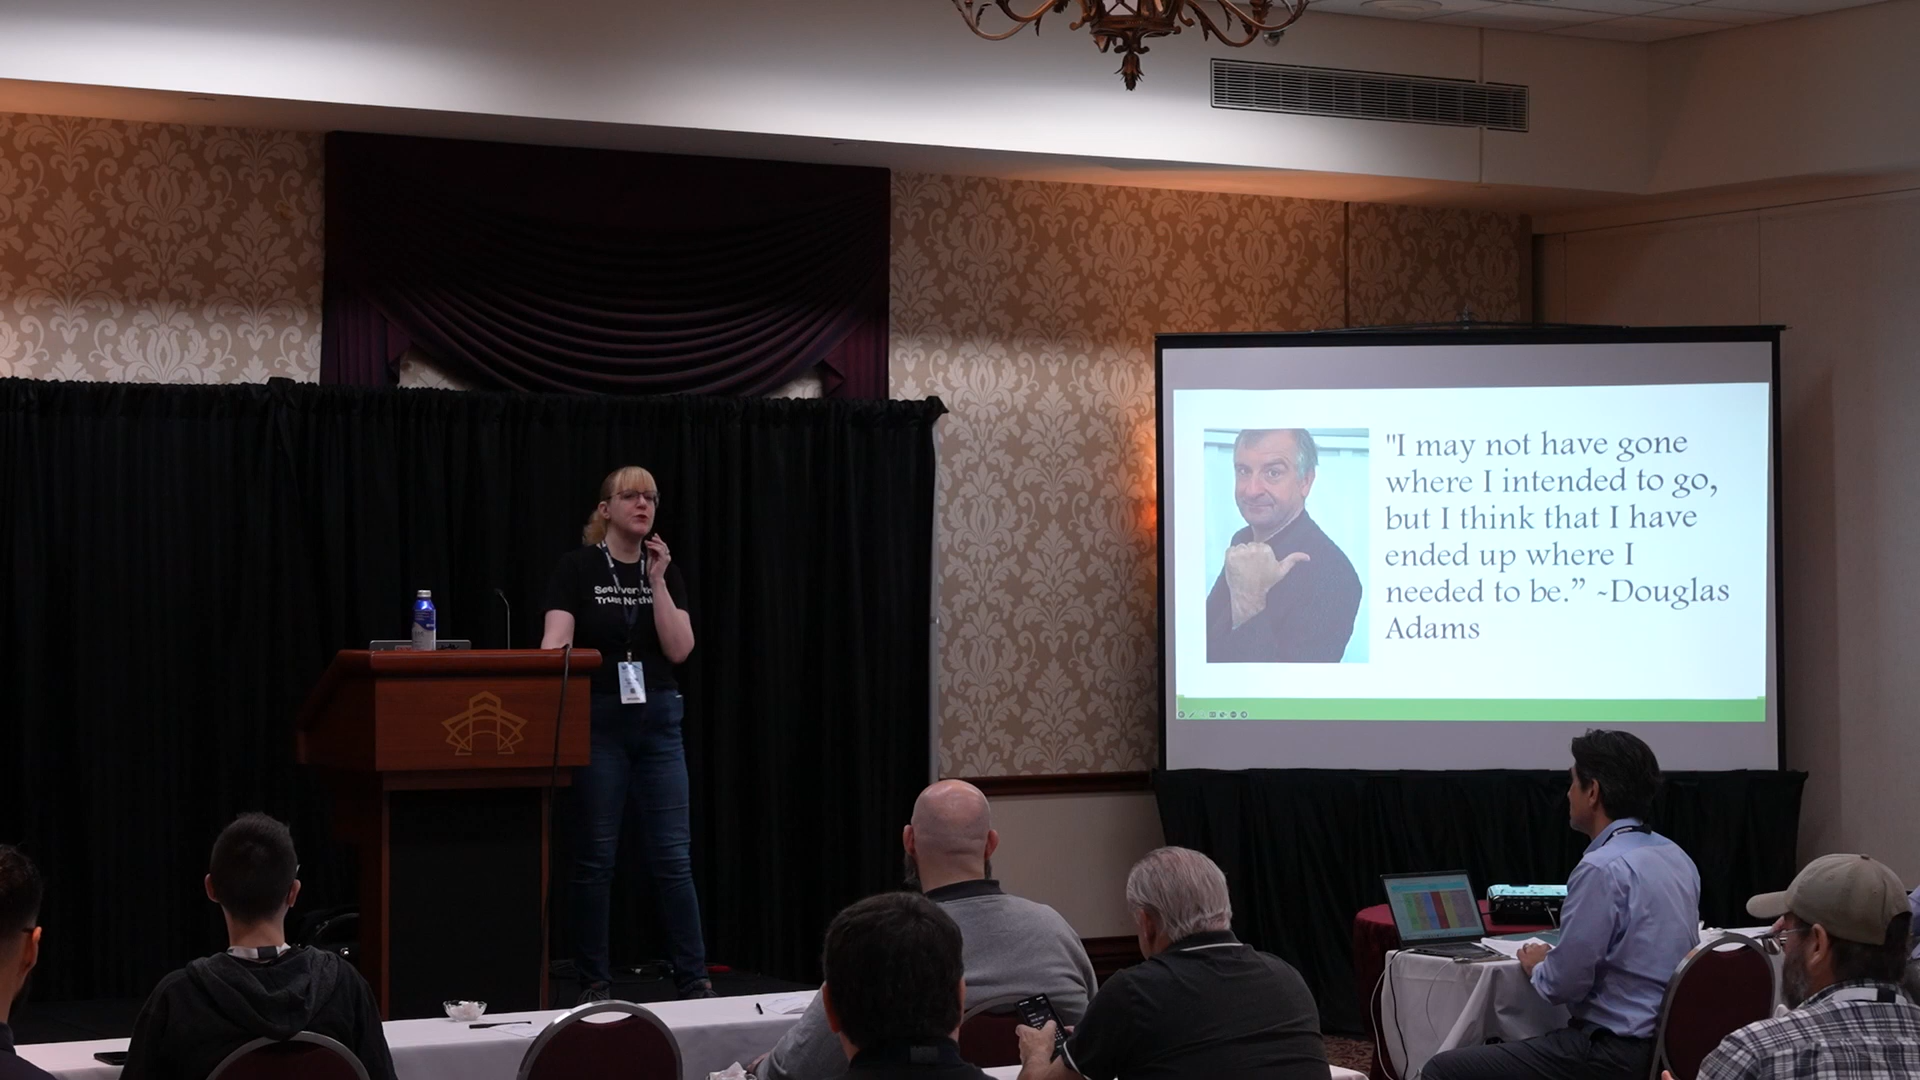 "I may not have gone
where I intended to go,
but I think that I have
ended up where I
needed to be.” ~Douglas
Adams